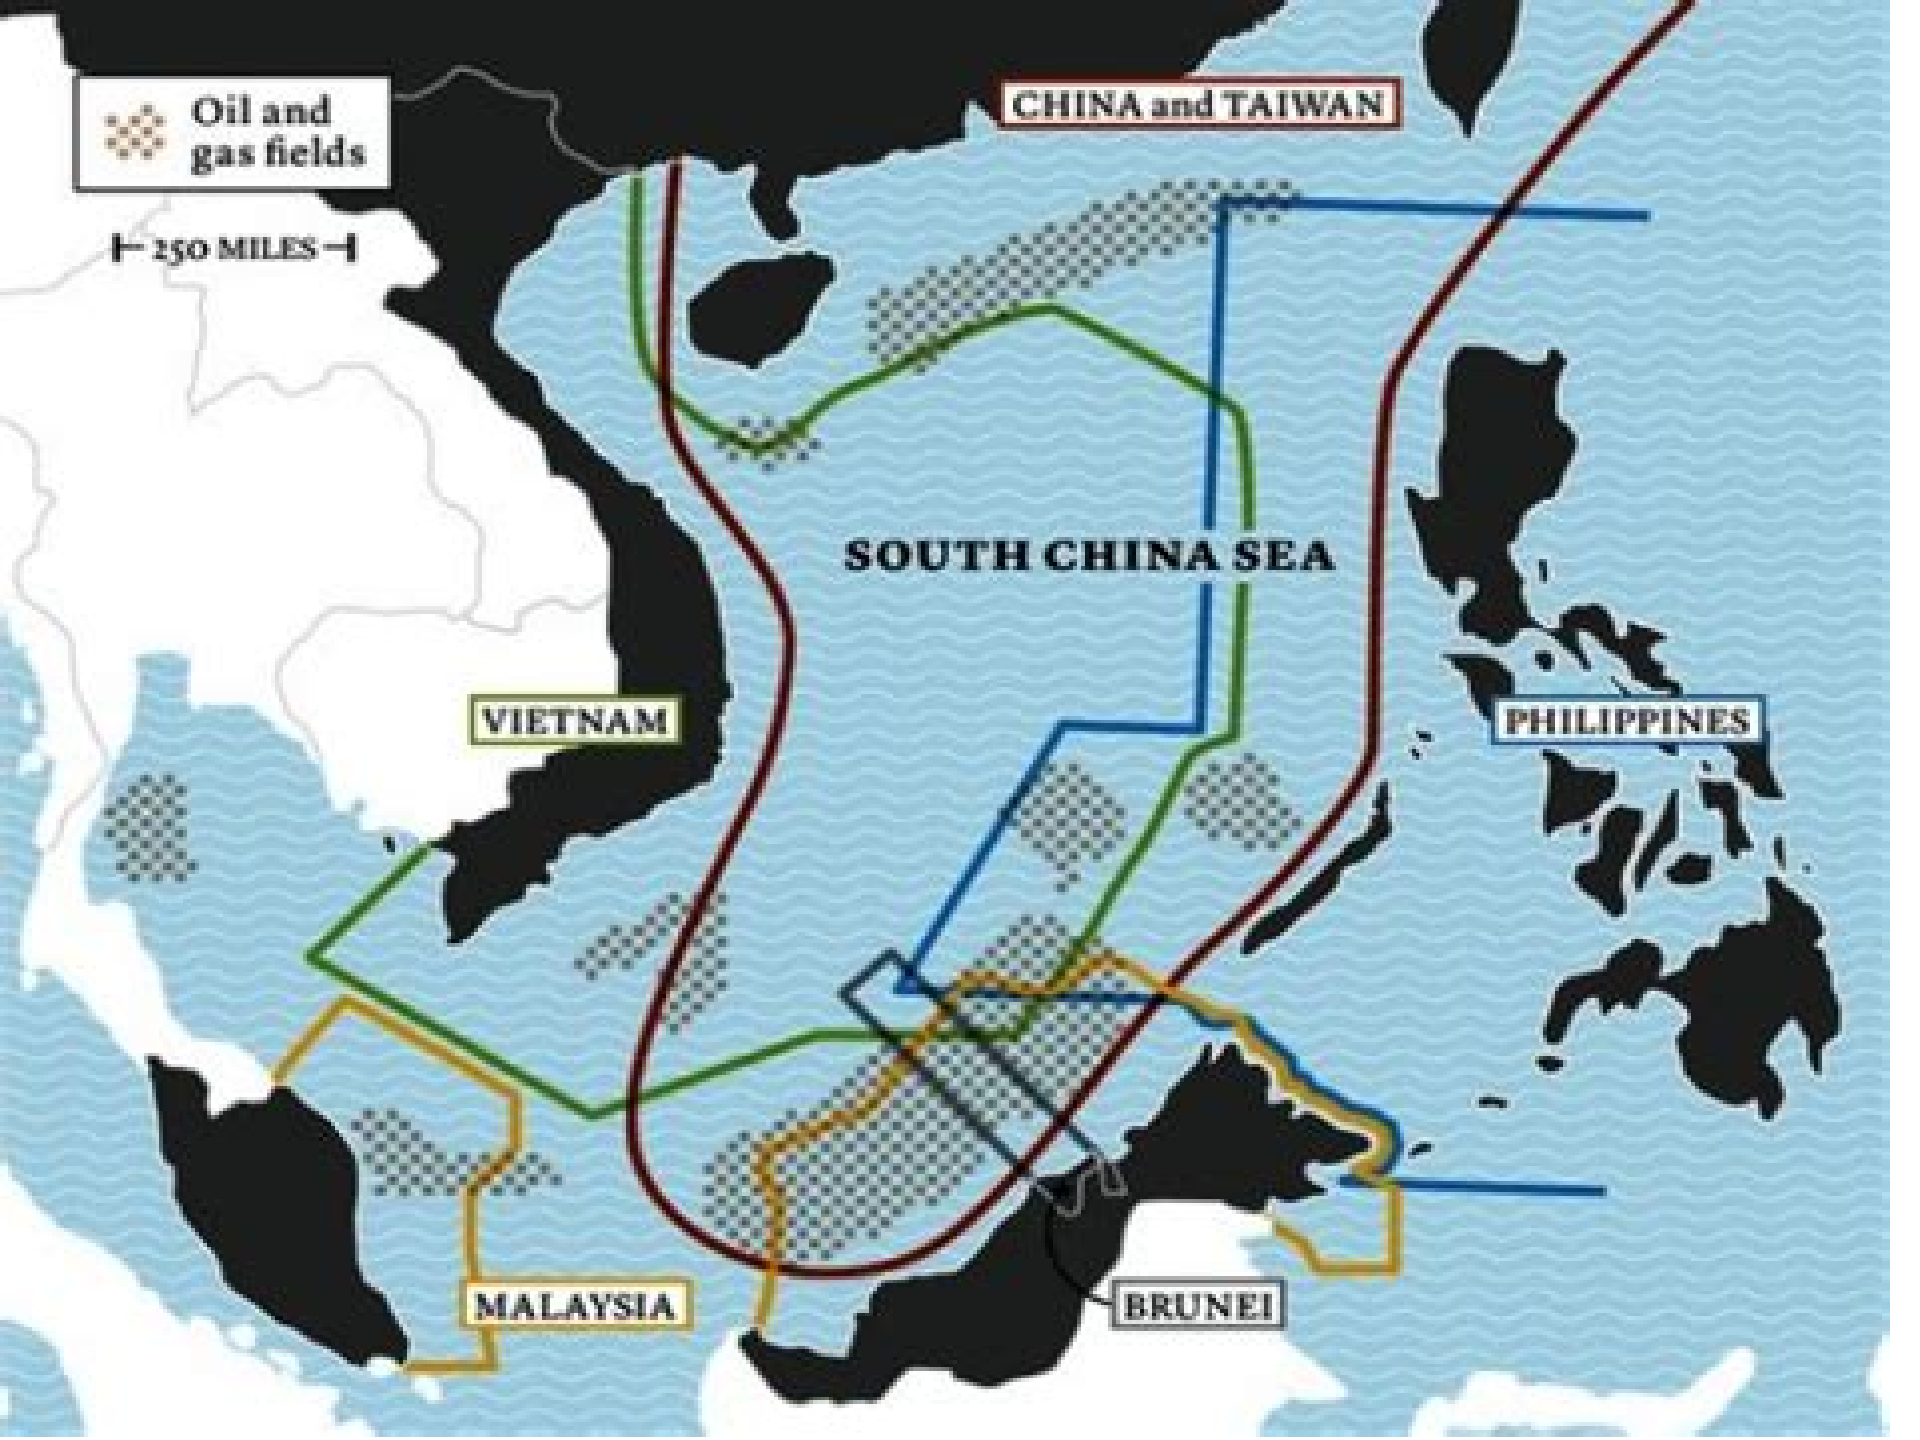 Oil and
gas fields
250 MILES
CHINA and TAIWAN
SOUTH CHINA SEA
VIETNAM
PHILIPPINES
MALAYSIA
BRUNEI